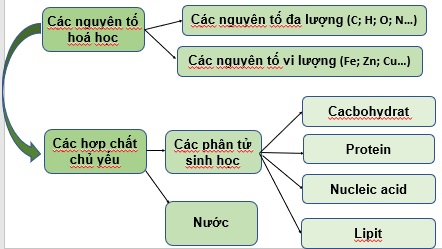 Các nguyên tố
hoá học
Các nguyên tố đa lượng (C; H; O; N...)
Các nguyên tố vi lượng (Fe; Zn; Cu...)
Các hợp chất
chủ yếu
Các phân tử
sinh học
Nước
Cacbohydrat
Protein
Nucleic acid
Lipit